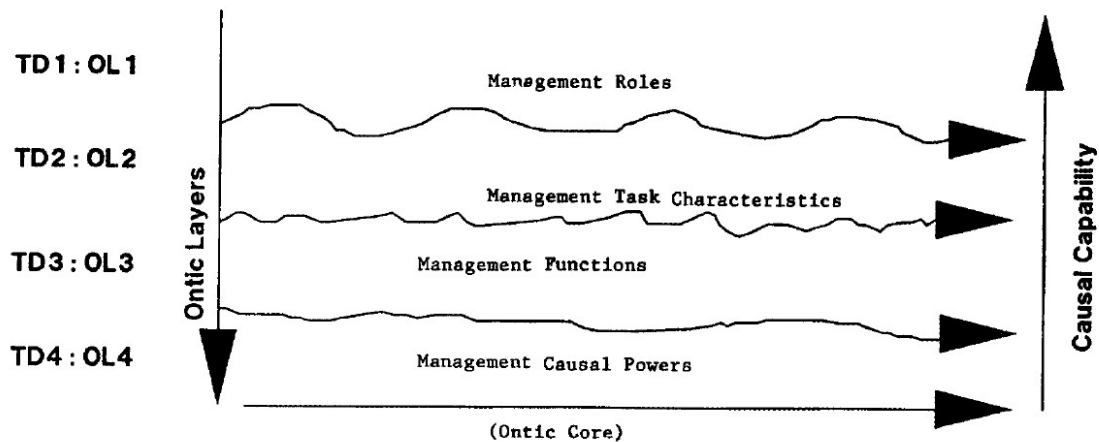 TD1 : OL1
Management Roles
TD2 : OL2
Management Task Characteristics
TD3 : OL3
Management Functions
TD4 : OL4
Management Causal Powers
(Ontic Core)
Ontic Layers
Causal Capability